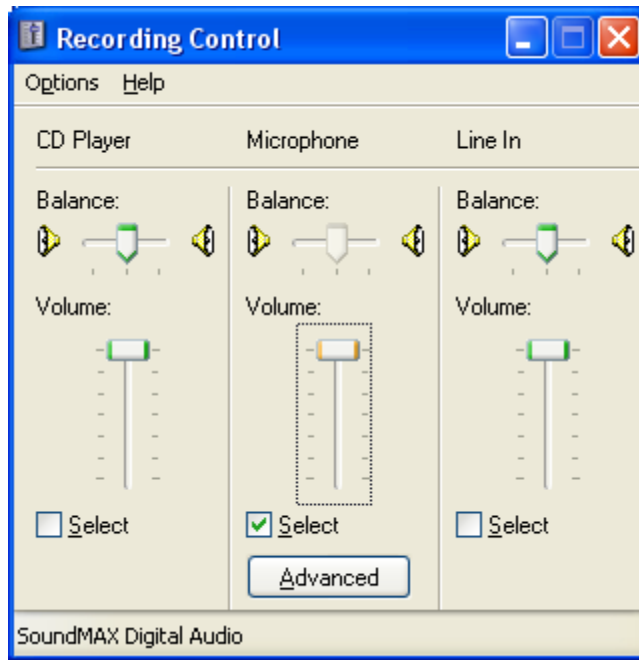 Recording Control
Options Help
CD Player Microphone Line In
Balance: Balance: Balance:
Volume: Volume: Volume:
Select Select Select
Advanced
SoundMAX Digital Audio